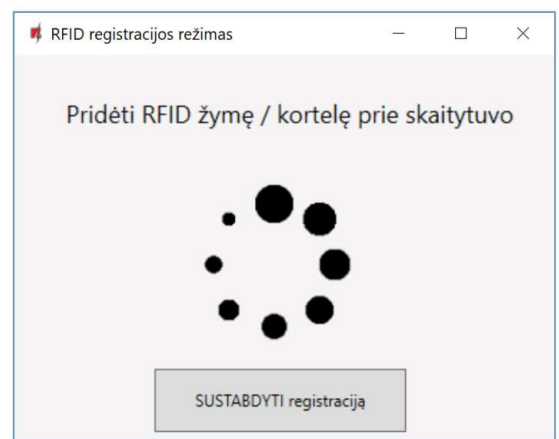 RFID registracijos režimas
Pridėti RFID žymę / kortelę prie skaitytuvo
SUSTABDYTI registraciją